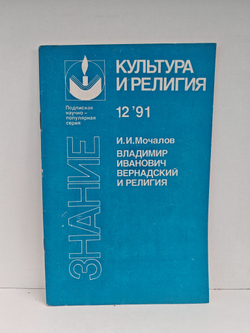 КУЛЬТУРА
И РЕЛИГИЯ
Подписная
научно-
популярная
серия
12 '91
И.И.Мочалов
ВЛАДИМИР
ИВАНОВИЧ
ВЕРНАДСКИЙ
И РЕЛИГИЯ
ЗНАНИЕ